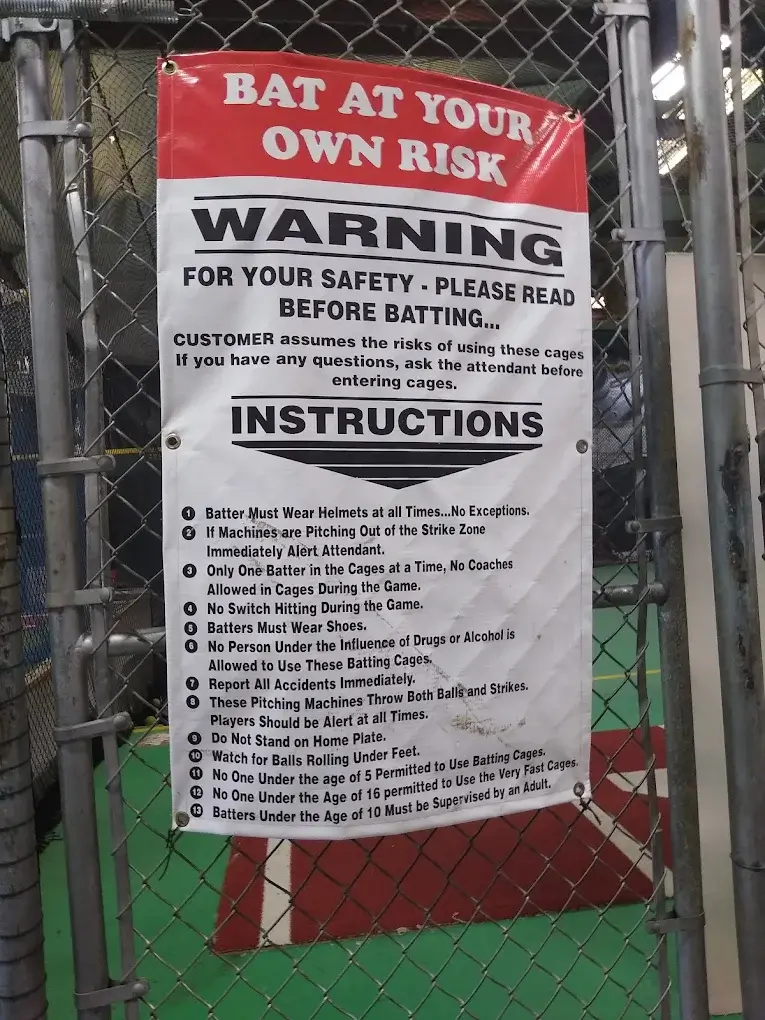 BAT AT YOUR
OWN RISK
WARNING
FOR YOUR SAFETY - PLEASE READ
BEFORE BATTING...
CUSTOMER assumes the risks of using these cages
If you have any questions, ask the attendant before
entering cages.
INSTRUCTIONS
1 Batter Must Wear Helmets at all Times...No Exceptions.
2 If Machines are Pitching Out of the Strike Zone
Immediately Alert Attendant.
3 Only One Batter in the Cages at a Time, No Coaches
Allowed in Cages During the Game.
4 No Switch Hitting During the Game.
5 Batters Must Wear Shoes.
6 No Person Under the Influence of Drugs or Alcohol is
Allowed to Use These Batting Cages.
7 Report All Accidents Immediately.
8 These Pitching Machines Throw Both Balls and Strikes.
Players Should be Alert at all Times.
9 Do Not Stand on Home Plate.
10 Watch for Balls Rolling Under Feet.
11 No One Under the age of 5 Permitted to Use Batting Cages.
12 No One Under the Age of 16 permitted to Use the Very Fast Cages.
13 Batters Under the Age of 10 Must be Supervised by an Adult.